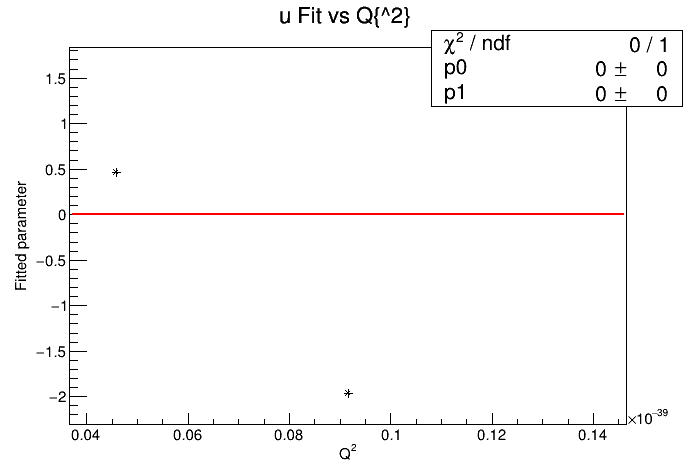 u Fit vs Q{^2}
χ² / ndf 0 / 1
p0 0 ± 0
p1 0 ± 0
1.5
1
0.5
0
−0.5
−1
−1.5
−2
Fitted parameter
0.04 0.06 0.08 0.1 0.12 0.14
×10⁻³⁹
Q²